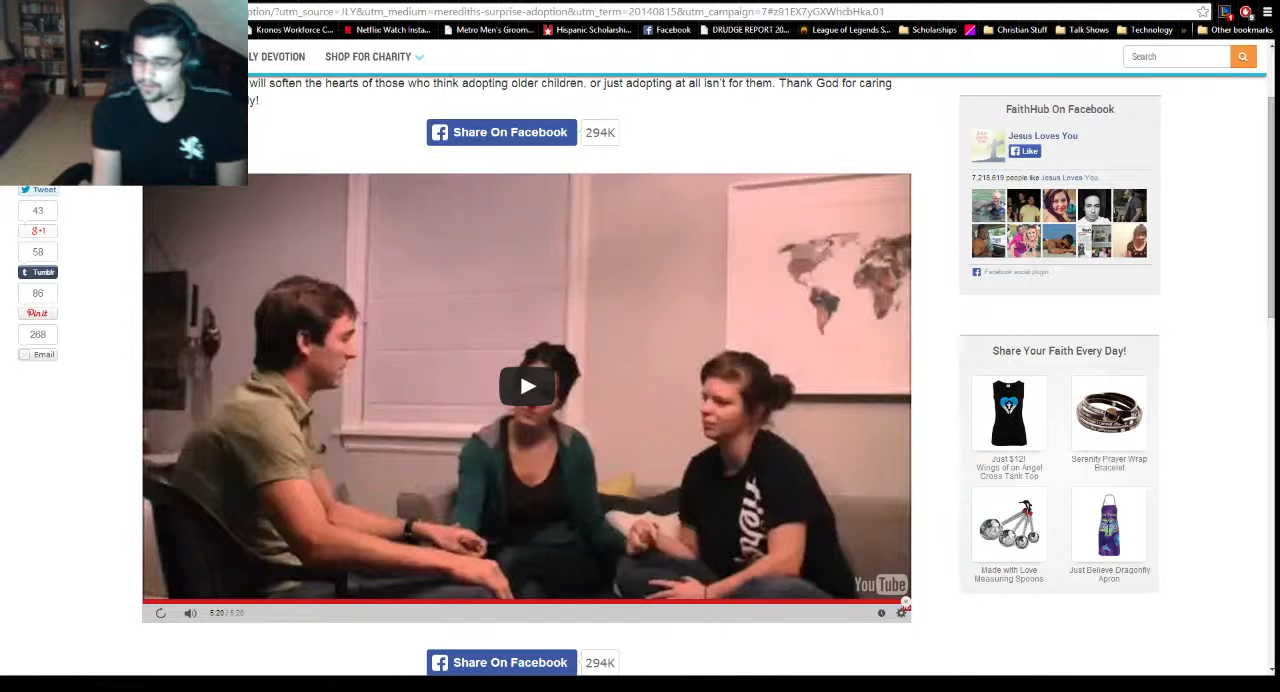 ption/?utm_source=JLY&utm_medium=merediths-surprise-adoption&utm_term=20140815&utm_campaign=7#z91EX7yGXWhcbHka.01
Kronos Workforce C... Netflix Watch Insta... Metro Men's Groom... Hispanic Scholarshi... Facebook DRUDGE REPORT 20... League of Legends S... Scholarships Christian Stuff Talk Shows Technology » Other bookmarks
LY DEVOTION SHOP FOR CHARITY Search
will soften the hearts of those who think adopting older children, or just adopting at all isn't for them. Thank God for caring
ly!
Share On Facebook 294K
Tweet
43
g+1
58
t Tumblr
86
Pin it
268
Email
YouTube
5:20 / 5:20
Share On Facebook 294K
FaithHub On Facebook
Jesus Loves You
Like
7,218,619 people like Jesus Loves You.
Facebook social plugin
Share Your Faith Every Day!
Just $12!
Wings of an Angel
Cross Tank Top
Serenity Prayer Wrap
Bracelet
Made with Love
Measuring Spoons
Just Believe Dragonfly
Apron